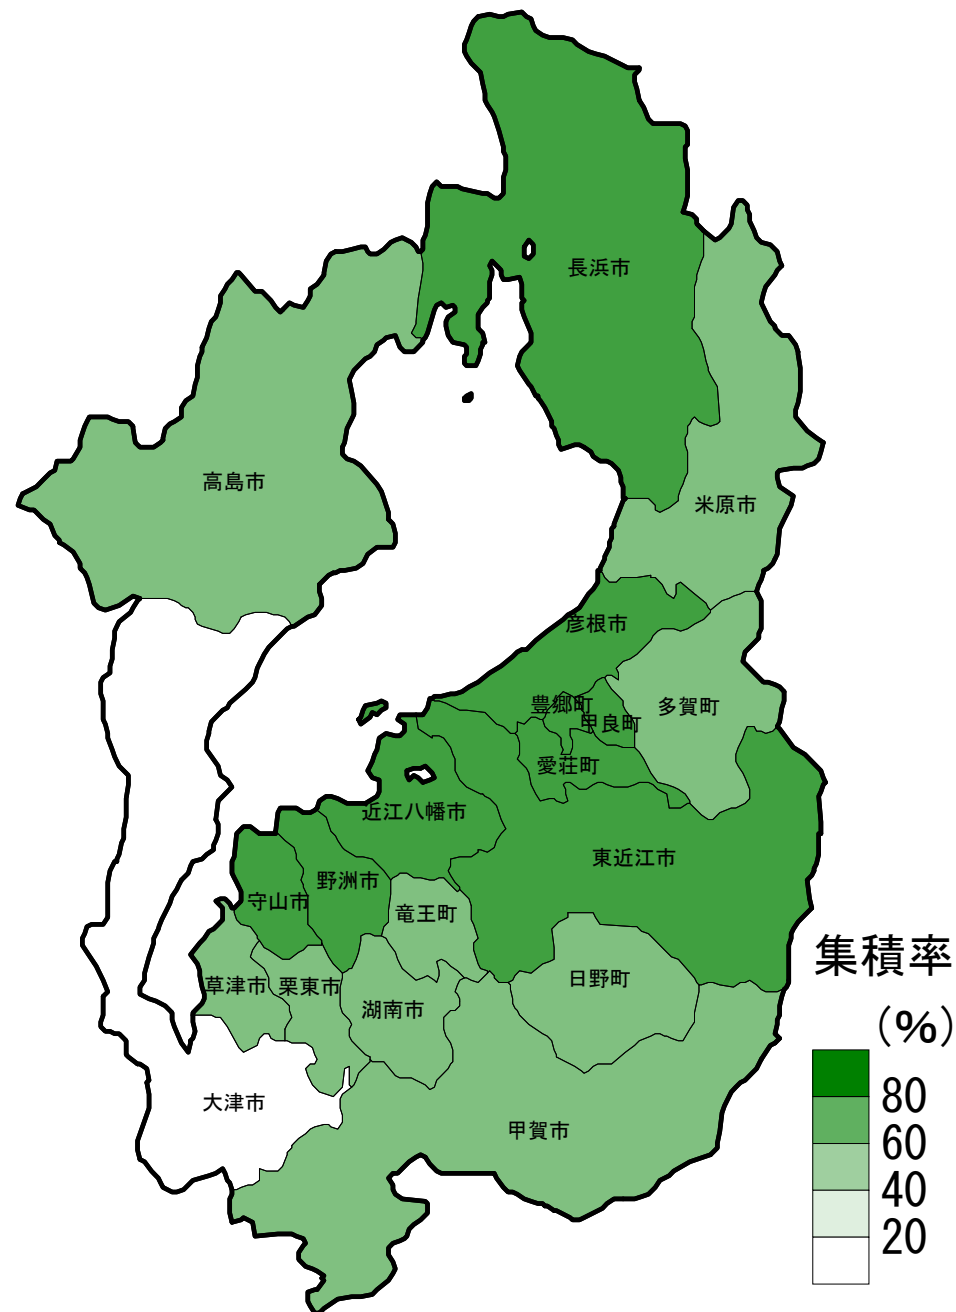 長浜市
高島市
米原市
彦根市
豊郷町
多賀町
甲良町
愛荘町
近江八幡市
東近江市
野洲市
守山市
竜王町
草津市
栗東市
湖南市
日野町
大津市
甲賀市
集積率
(%)
80
60
40
20